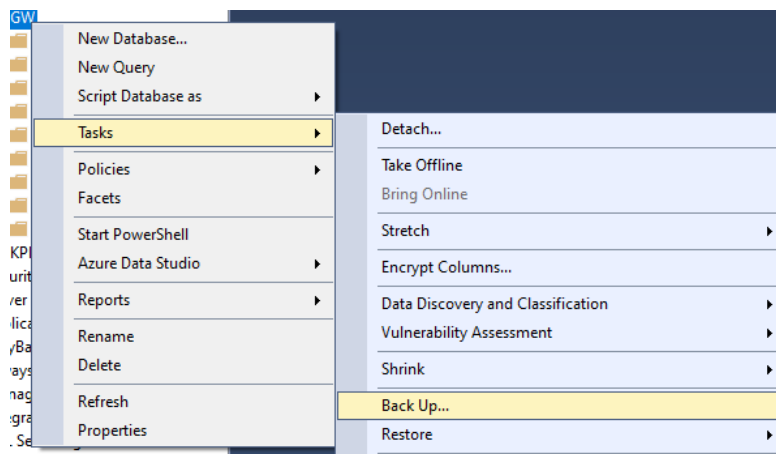 GW
New Database...
New Query
Script Database as
Tasks
Policies
Facets
Start PowerShell
Azure Data Studio
Reports
Rename
Delete
Refresh
Properties
Detach...
Take Offline
Bring Online
Stretch
Encrypt Columns...
Data Discovery and Classification
Vulnerability Assessment
Shrink
Back Up...
Restore